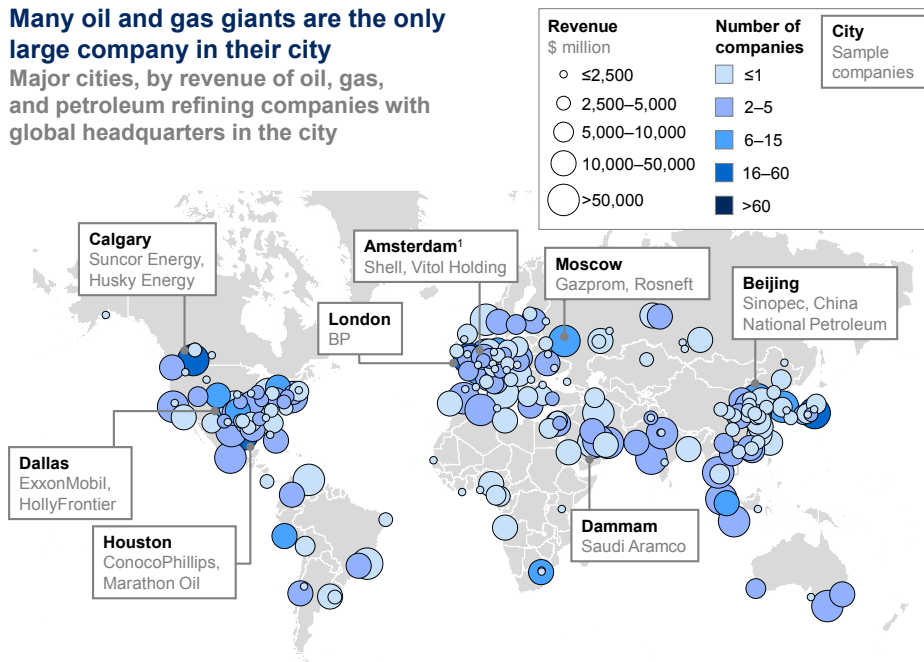 Many oil and gas giants are the only
large company in their city
Major cities, by revenue of oil, gas,
and petroleum refining companies with
global headquarters in the city
Revenue
$ million
≤2,500
2,500–5,000
5,000–10,000
10,000–50,000
>50,000
Number of
companies
≤1
2–5
6–15
16–60
>60
City
Sample
companies
Calgary
Suncor Energy,
Husky Energy
Amsterdam¹
Shell, Vitol Holding
Moscow
Gazprom, Rosneft
Beijing
Sinopec, China
National Petroleum
London
BP
Dallas
ExxonMobil,
HollyFrontier
Houston
ConocoPhillips,
Marathon Oil
Dammam
Saudi Aramco